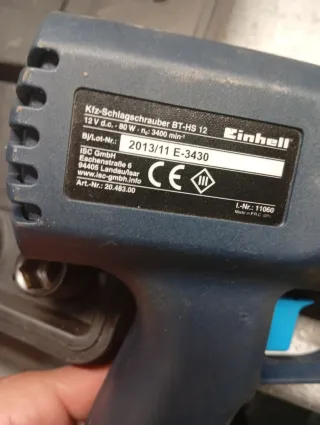 Kfz-Schlagschrauber BT-HS 12
12 V d.c. - 80 W - n₀: 3400 min⁻¹
Einhell
Bj/Lot-Nr.: 2013/11 E-3430
ISC GmbH
Eschenstraße 6
94405 Landau/Isar
www.isc-gmbh.info
Art.-Nr.: 20.483.00
CE
III
I.-Nr.: 11060
Made in P.R.C.